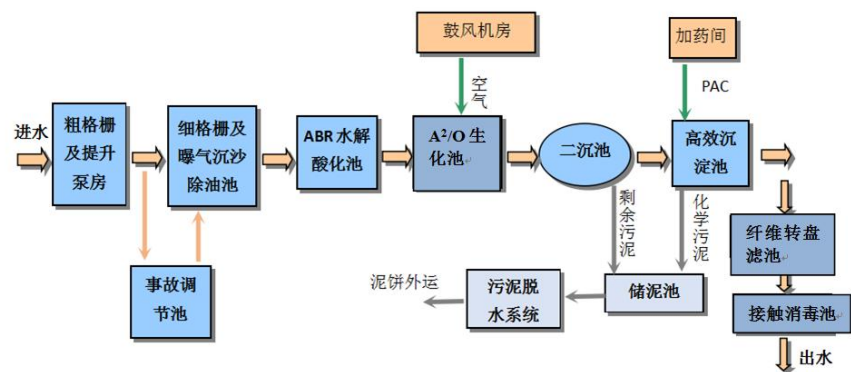 鼓风机房
加药间
空气
PAC
进水
粗格栅
及提升
泵房
细格栅及
曝气沉沙
除油池
ABR 水解
酸化池
A²/O 生
化池
二沉池
高效沉
淀池
剩余污泥
化学污泥
纤维转盘
滤池
事故调
节池
泥饼外运
污泥脱
水系统
储泥池
接触消毒池
出水